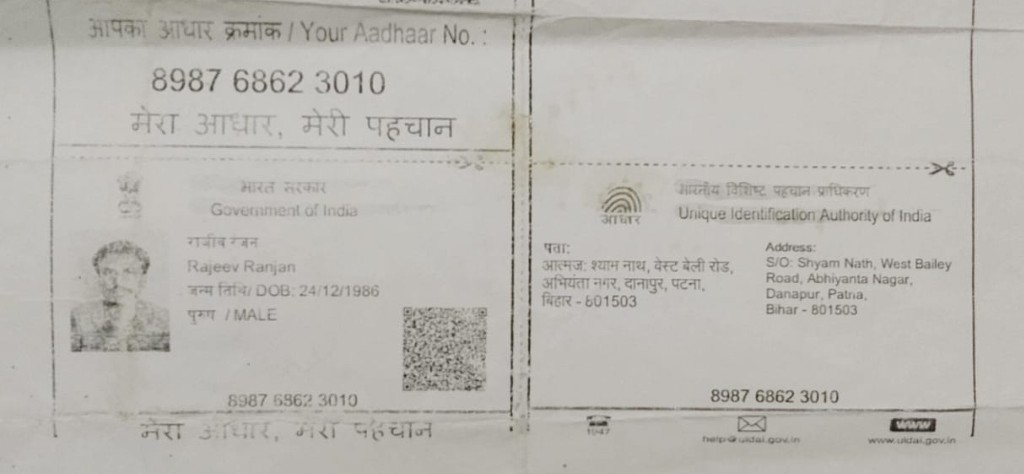 आपका आधार क्रमांक / Your Aadhaar No. :
8987 6862 3010
मेरा आधार, मेरी पहचान
भारत सरकार
Government of India
राजीव रंजन
Rajeev Ranjan
जन्म तिथि/ DOB: 24/12/1986
पुरुष / MALE
8987 6862 3010
मेरा आधार, मेरी पहचान
भारतीय विशिष्ट पहचान प्राधिकरण
आधार
Unique Identification Authority of India
पता:
आत्मज: श्याम नाथ, वेस्ट बेली रोड,
अभियंता नगर, दानापुर, पटना,
बिहार - 801503
Address:
S/O: Shyam Nath, West Bailey
Road, Abhiyanta Nagar,
Danapur, Patna,
Bihar - 801503
8987 6862 3010
1947
help@uidai.gov.in
www
www.uidai.gov.in